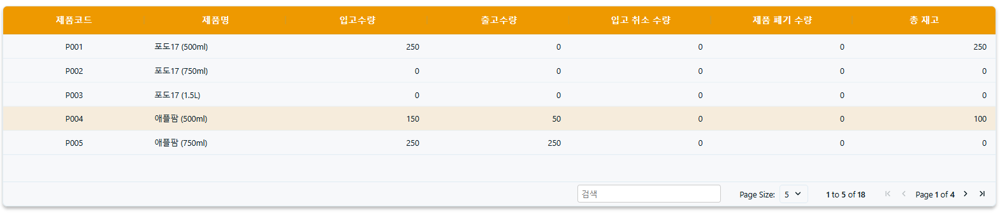 제품코드 제품명 입고수량 출고수량 입고 취소 수량 제품 폐기 수량 총 재고
P001 포도17 (500ml) 250 0 0 0 250
P002 포도17 (750ml) 0 0 0 0 0
P003 포도17 (1.5L) 0 0 0 0 0
P004 애플팜 (500ml) 150 50 0 0 100
P005 애플팜 (750ml) 250 250 0 0 0
검색 Page Size: 5 1 to 5 of 18 Page 1 of 4